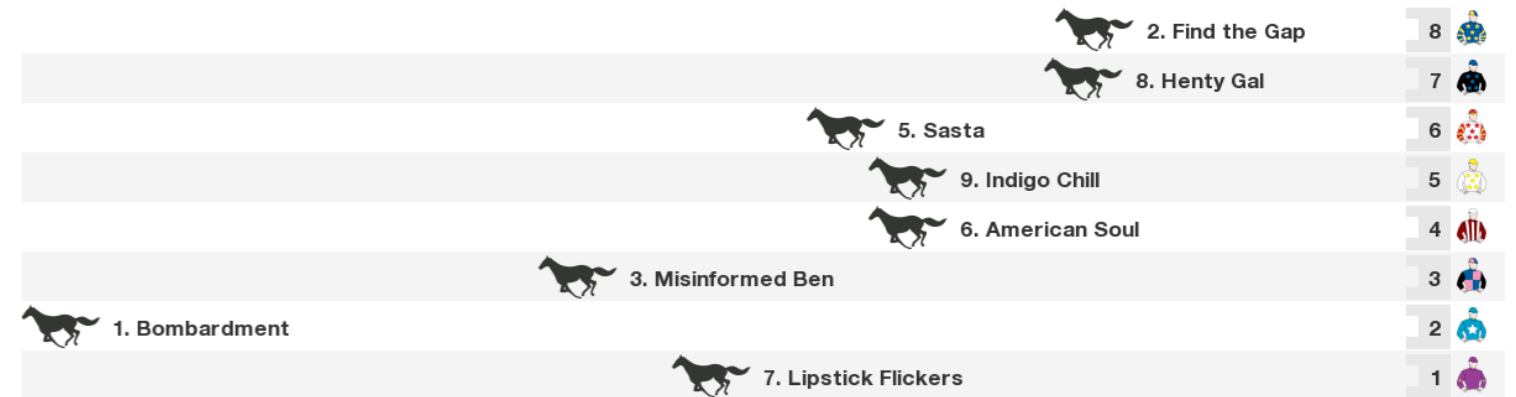 2. Find the Gap 8
8. Henty Gal 7
5. Sasta 6
9. Indigo Chill 5
6. American Soul 4
3. Misinformed Ben 3
1. Bombardment 2
7. Lipstick Flickers 1